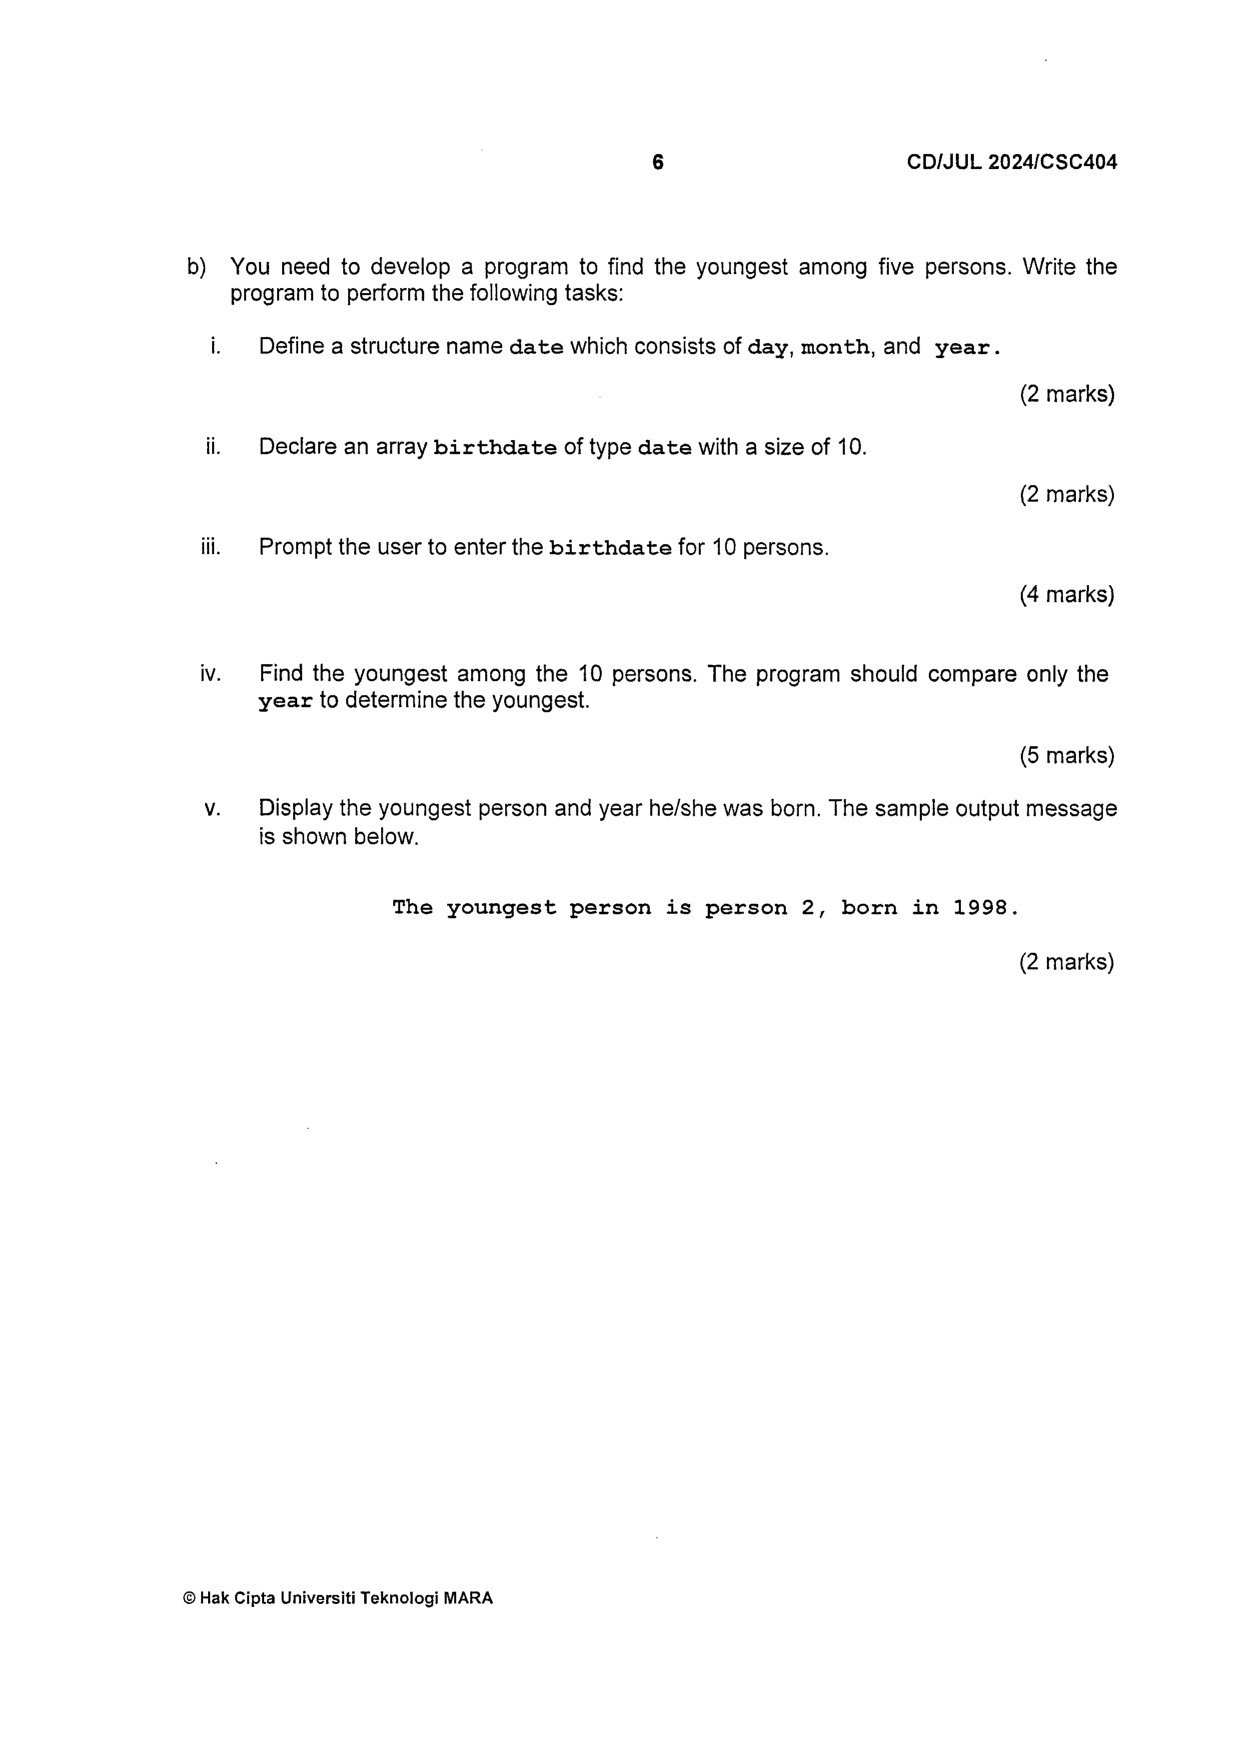 6
CD/JUL 2024/CSC404
b) You need to develop a program to find the youngest among five persons. Write the
program to perform the following tasks:
i. Define a structure name date which consists of day, month, and year.
(2 marks)
ii. Declare an array birthdate of type date with a size of 10.
(2 marks)
iii. Prompt the user to enter the birthdate for 10 persons.
(4 marks)
iv. Find the youngest among the 10 persons. The program should compare only the
year to determine the youngest.
(5 marks)
v. Display the youngest person and year he/she was born. The sample output message
is shown below.
The youngest person is person 2, born in 1998.
(2 marks)
© Hak Cipta Universiti Teknologi MARA